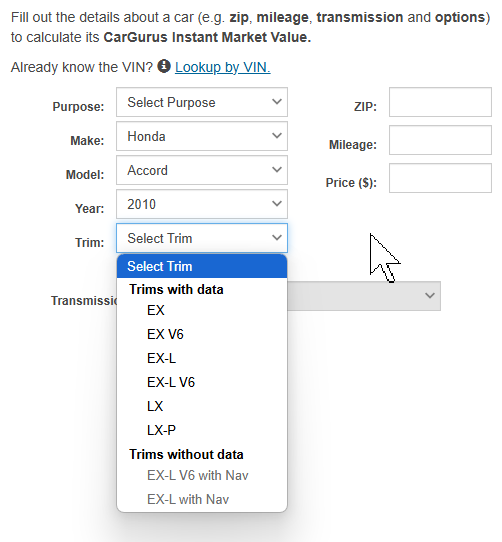 Fill out the details about a car (e.g. zip, mileage, transmission and options)
to calculate its CarGurus Instant Market Value.
Already know the VIN? i Lookup by VIN.
Purpose: Select Purpose ZIP:
Make: Honda Mileage:
Model: Accord Price ($):
Year: 2010
Trim: Select Trim
Select Trim
Trims with data
Transmissio
EX
EX V6
EX-L
EX-L V6
LX
LX-P
Trims without data
EX-L V6 with Nav
EX-L with Nav